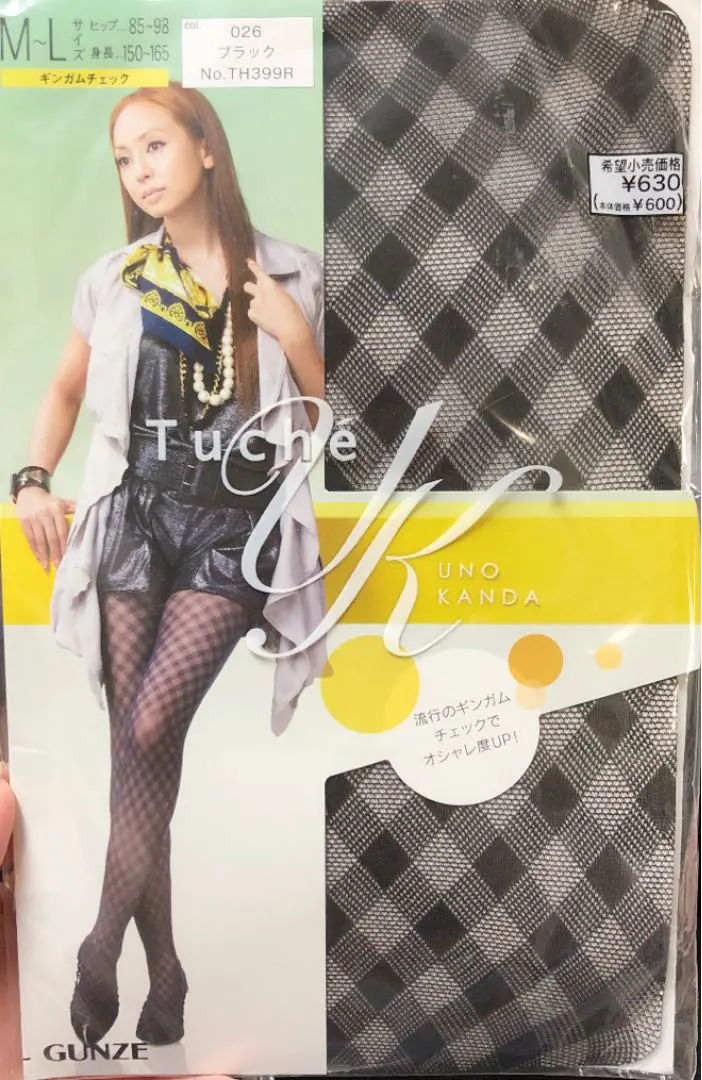 M~L
サイズ
ヒップ…85~98
身長…150~165
ギンガムチェック
col.
026
ブラック
No.TH399R
希望小売価格
¥630
(本体価格¥600)
Tuché
UK
UNO
KANDA
流行のギンガム
チェックで
オシャレ度UP!
GUNZE